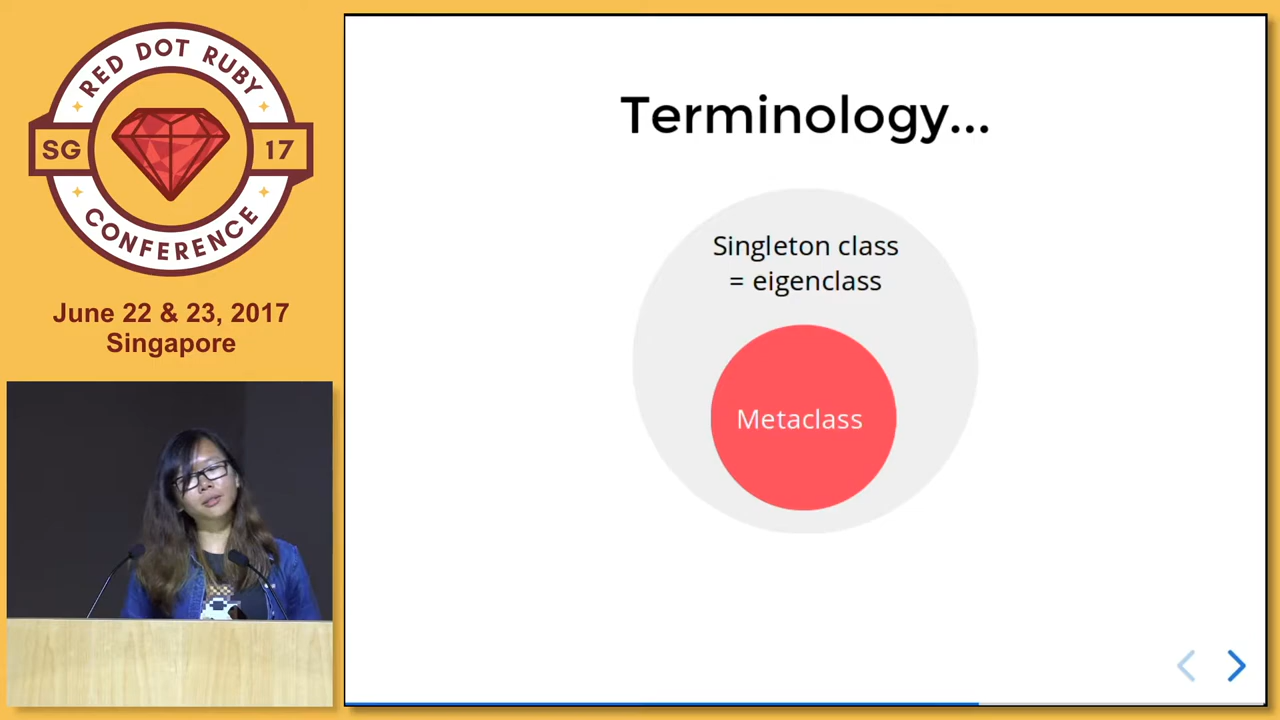 RED DOT RUBY
SG 17
CONFERENCE
June 22 & 23, 2017
Singapore
Terminology...
Singleton class
= eigenclass
Metaclass